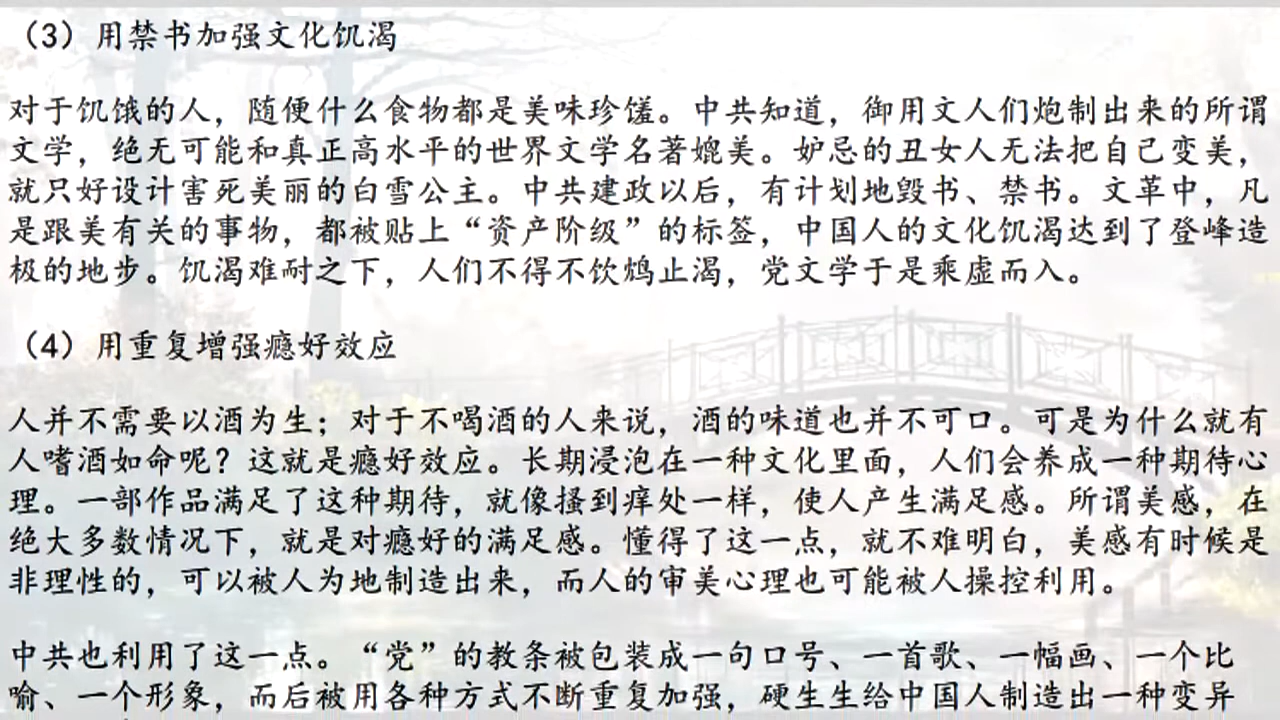 （3）用禁书加强文化饥渴
对于饥饿的人，随便什么食物都是美味珍馐。中共知道，御用文人们炮制出来的所谓
文学，绝无可能和真正高水平的世界文学名著媲美。妒忌的丑女人无法把自己变美，
就只好设计害死美丽的白雪公主。中共建政以后，有计划地毁书、禁书。文革中，凡
是跟美有关的事物，都被贴上“资产阶级”的标签，中国人的文化饥渴达到了登峰造
极的地步。饥渴难耐之下，人们不得不饮鸩止渴，党文学于是乘虚而入。
（4）用重复增强瘾好效应
人并不需要以酒为生；对于不喝酒的人来说，酒的味道也并不可口。可是为什么就有
人嗜酒如命呢？这就是瘾好效应。长期浸泡在一种文化里面，人们会养成一种期待心
理。一部作品满足了这种期待，就像搔到痒处一样，使人产生满足感。所谓美感，在
绝大多数情况下，就是对瘾好的满足感。懂得了这一点，就不难明白，美感有时候是
非理性的，可以被人为地制造出来，而人的审美心理也可能被人操控利用。
中共也利用了这一点。“党”的教条被包装成一句口号、一首歌、一幅画、一个比
喻、一个形象，而后被用各种方式不断重复加强，硬生生给中国人制造出一种变异